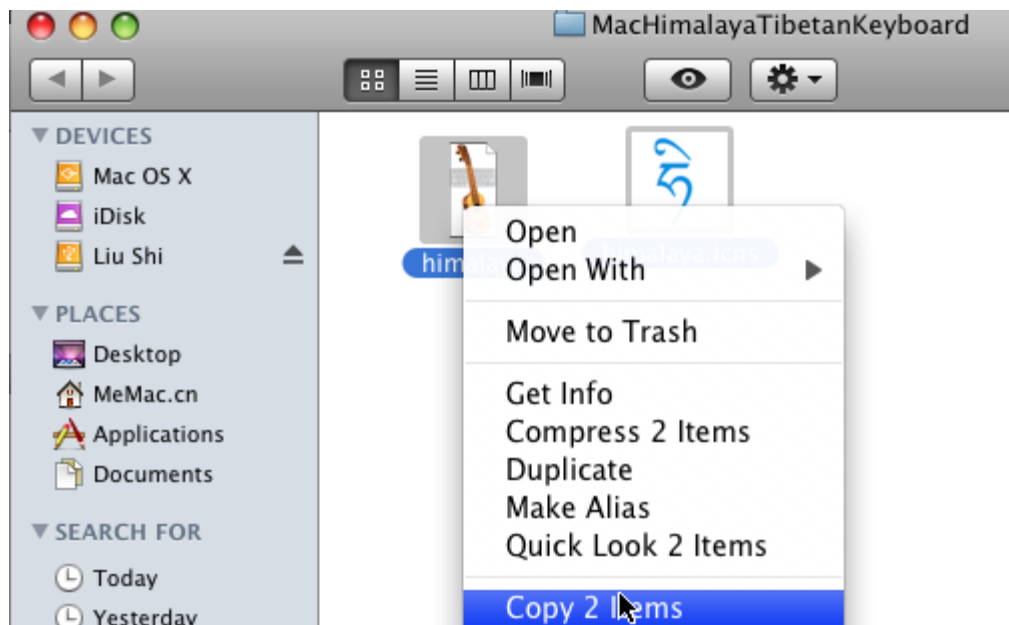 MacHimalayaTibetanKeyboard
DEVICES
Mac OS X
iDisk
Liu Shi
PLACES
Desktop
MeMac.cn
Applications
Documents
SEARCH FOR
Today
Yesterday
himalaya.icns
Open
Open With
Move to Trash
Get Info
Compress 2 Items
Duplicate
Make Alias
Quick Look 2 Items
Copy 2 Items